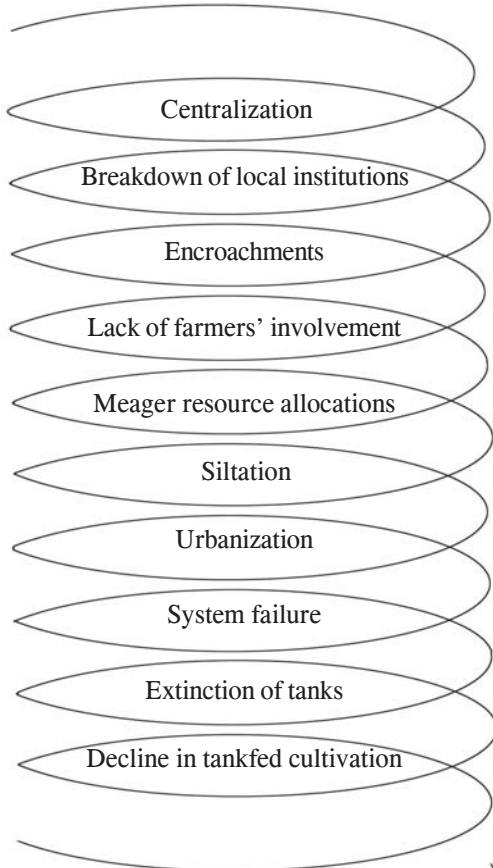 Centralization
Breakdown of local institutions
Encroachments
Lack of farmers’ involvement
Meager resource allocations
Siltation
Urbanization
System failure
Extinction of tanks
Decline in tankfed cultivation